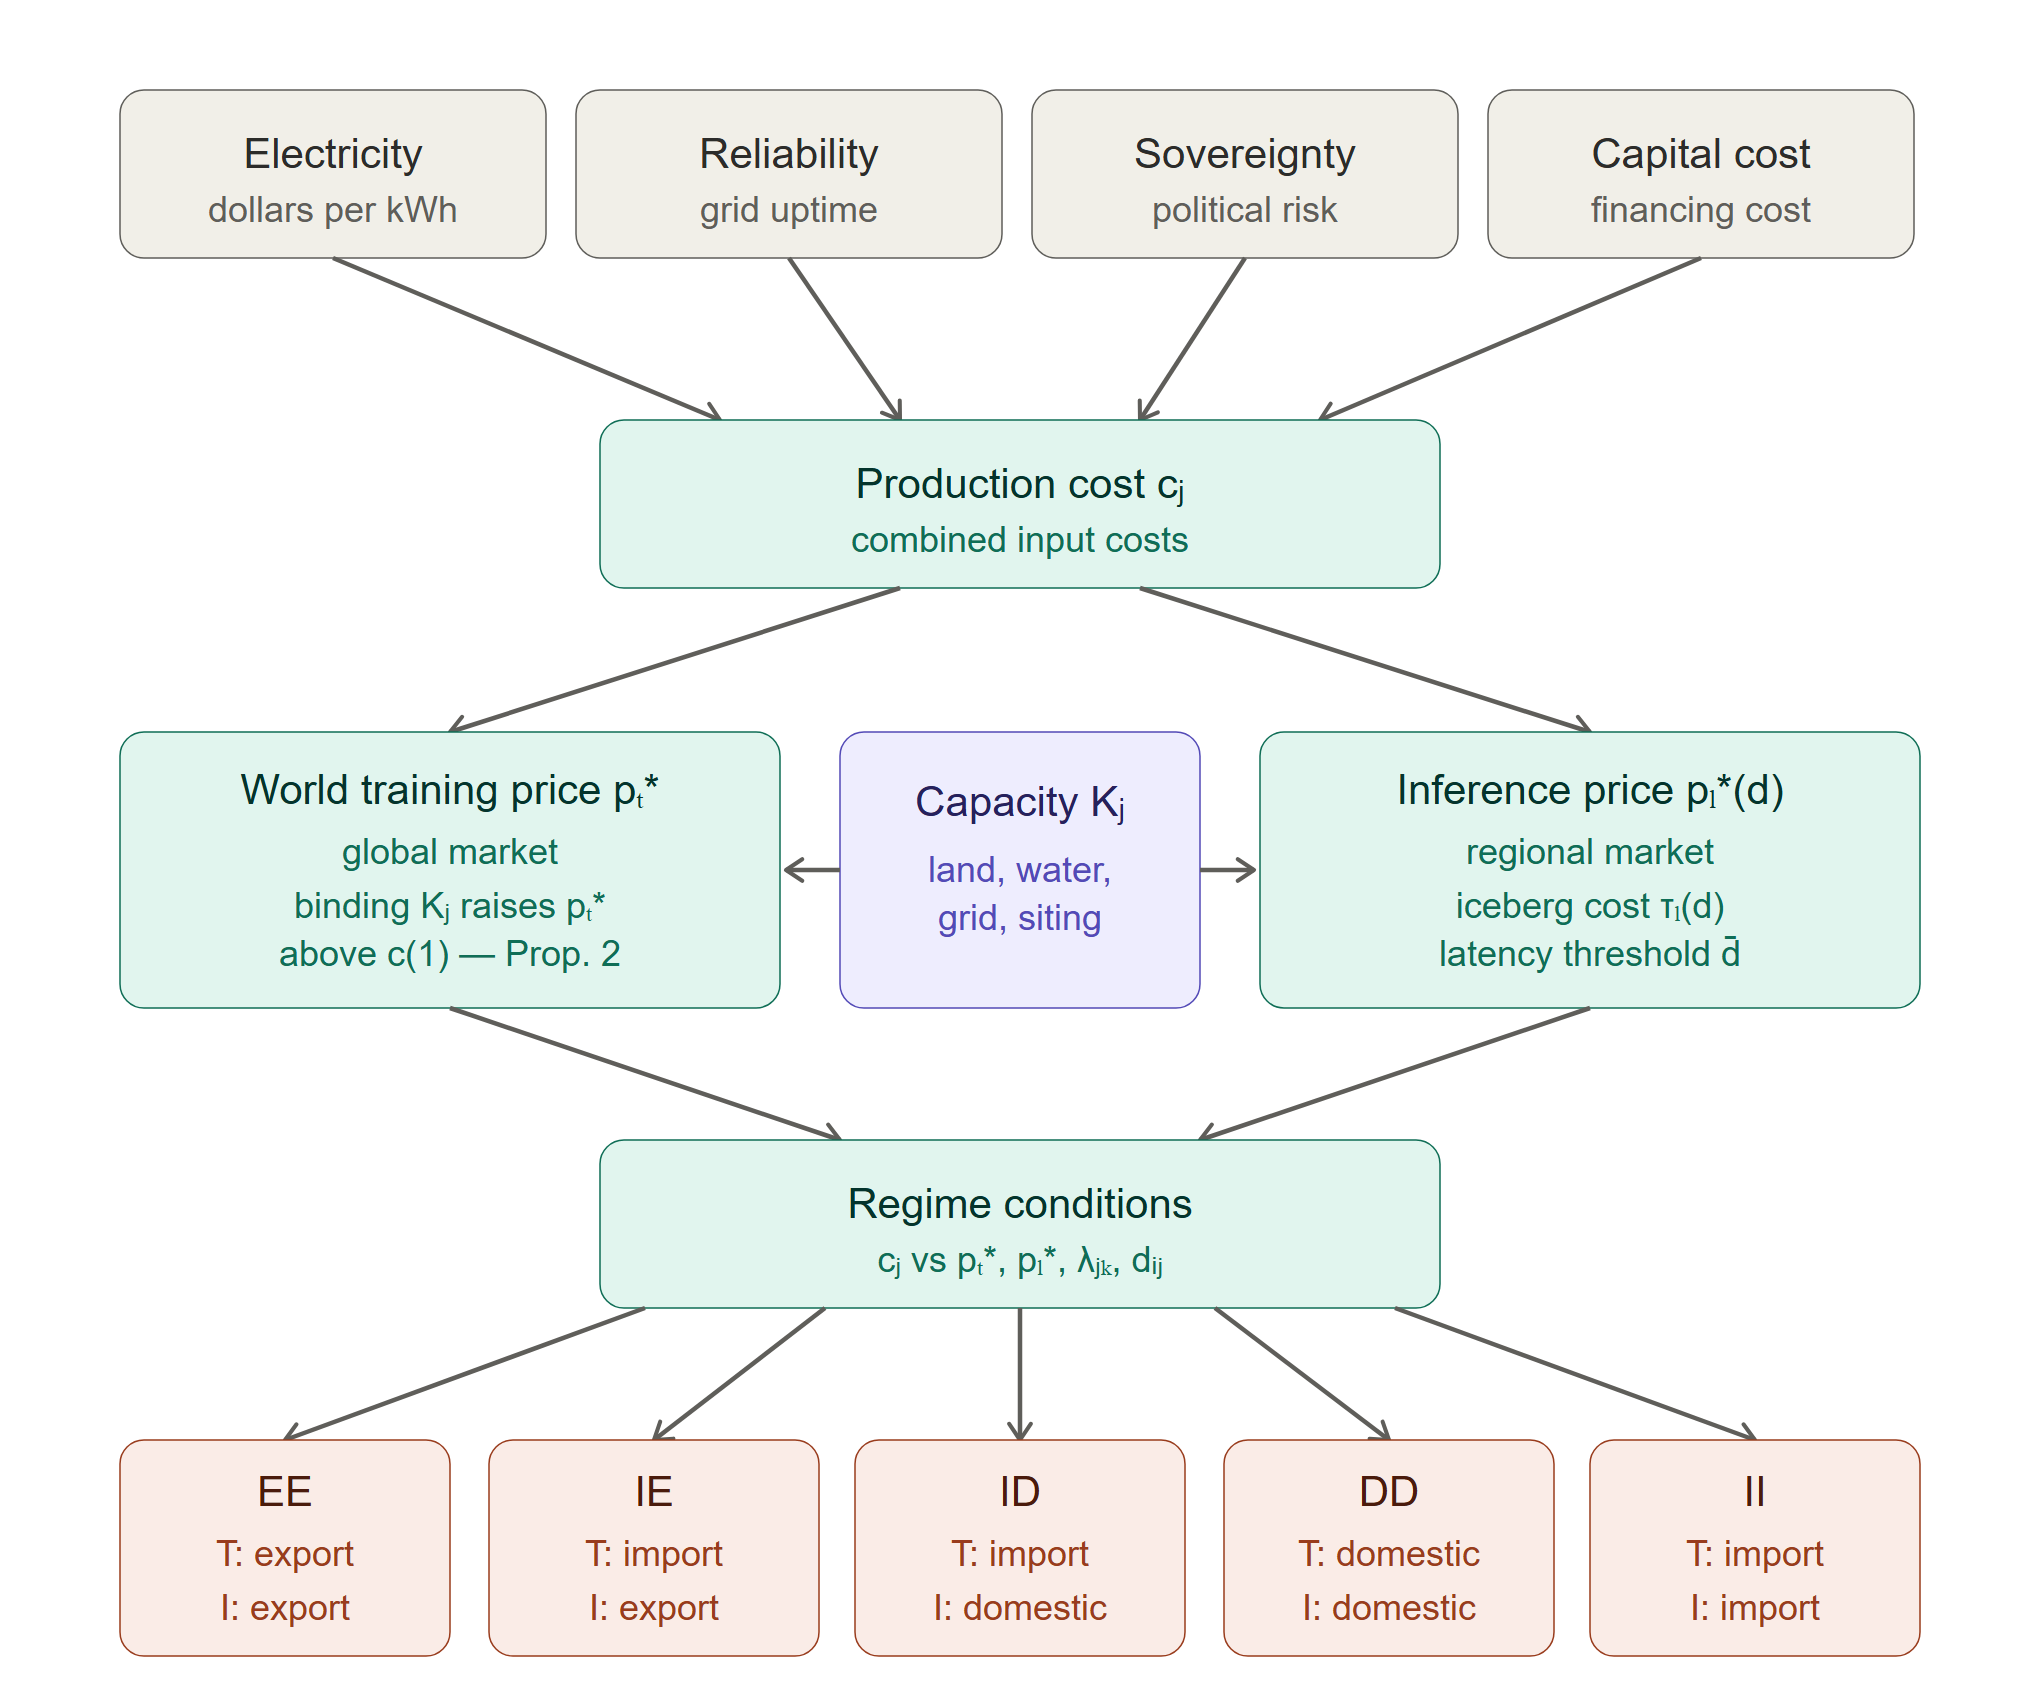 Electricity
dollars per kWh
Reliability
grid uptime
Sovereignty
political risk
Capital cost
financing cost
Production cost cⱼ
combined input costs
World training price pₜ*
global market
binding Kⱼ raises pₜ*
above c(1) — Prop. 2
Capacity Kⱼ
land, water,
grid, siting
Inference price pₗ*(d)
regional market
iceberg cost τₗ(d)
latency threshold d̄
Regime conditions
cⱼ vs pₜ*, pₗ*, λⱼₖ, dᵢⱼ
EE
T: export
I: export
IE
T: import
I: export
ID
T: import
I: domestic
DD
T: domestic
I: domestic
II
T: import
I: import